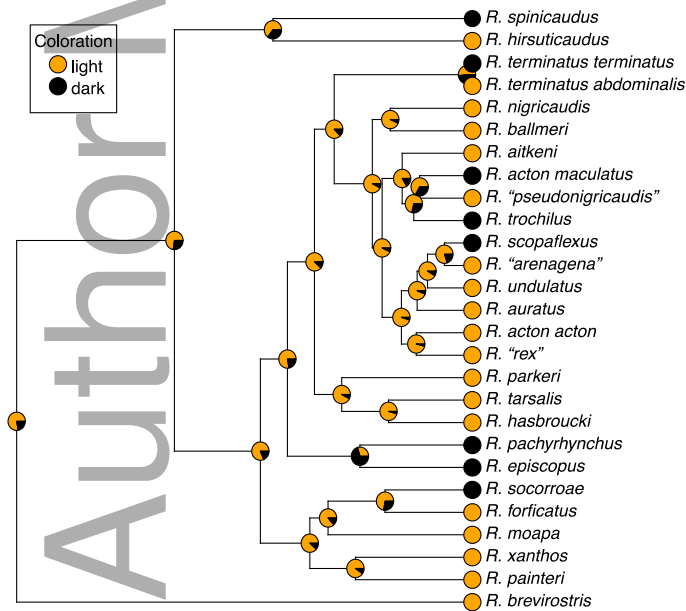 Coloration
light
dark
R. spinicaudus
R. hirsuticaudus
R. terminatus terminatus
R. terminatus abdominalis
R. nigricaudis
R. ballmeri
R. aitkeni
R. acton maculatus
R. “pseudonigricaudis”
R. trochilus
R. scopaflexus
R. “arenagena”
R. undulatus
R. auratus
R. acton acton
R. “rex”
R. parkeri
R. tarsalis
R. hasbroucki
R. pachyrhynchus
R. episcopus
R. socorroae
R. forficatus
R. moapa
R. xanthos
R. painteri
R. brevirostris
Author